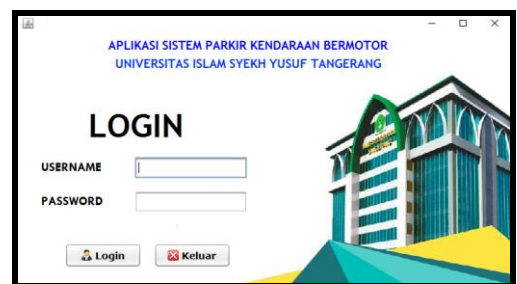 APLIKASI SISTEM PARKIR KENDARAAN BERMOTOR
UNIVERSITAS ISLAM SYEKH YUSUF TANGERANG
LOGIN
USERNAME
PASSWORD
Login
Keluar